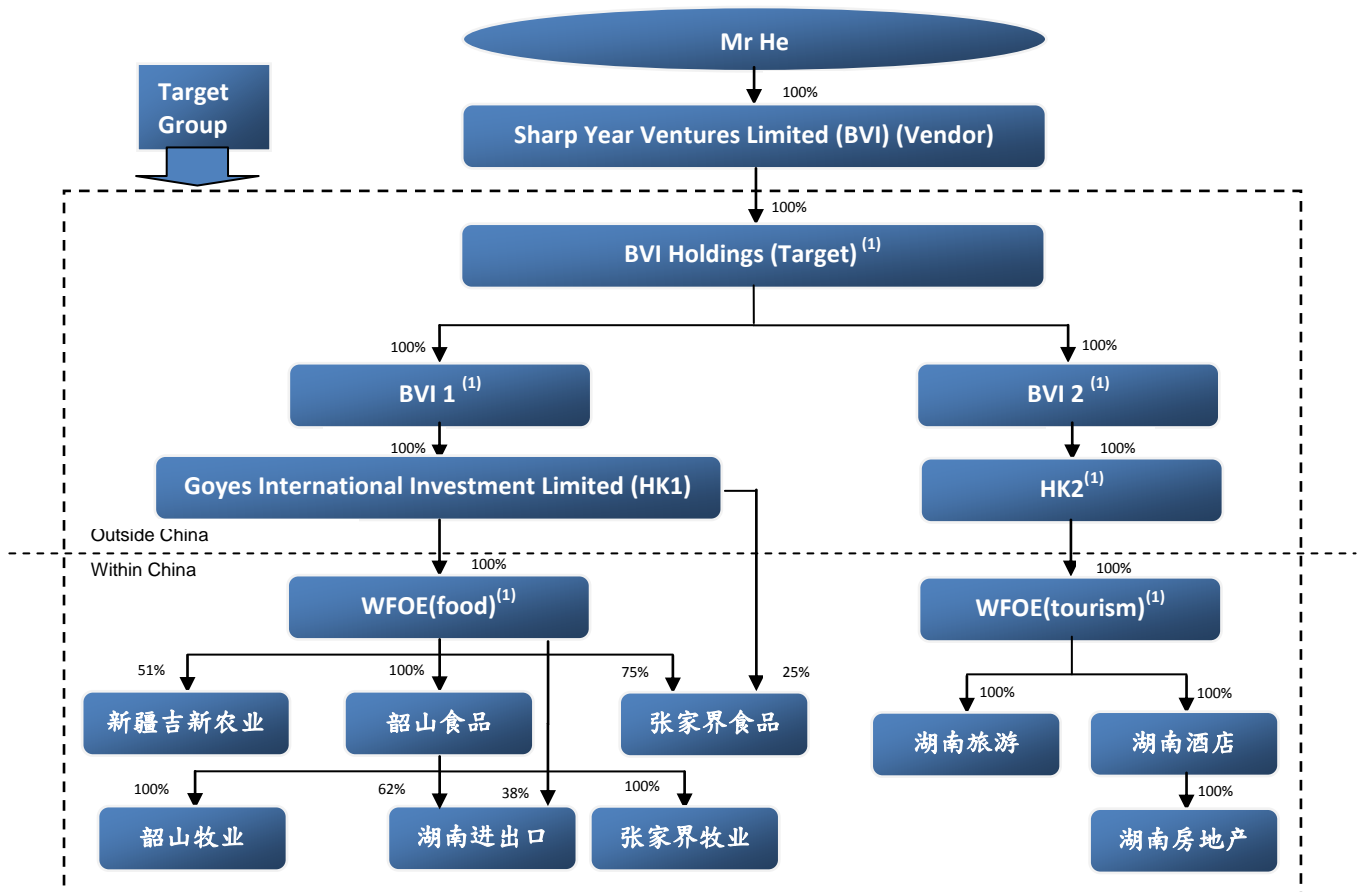 Mr He
Target
Group
100%
Sharp Year Ventures Limited (BVI) (Vendor)
100%
BVI Holdings (Target) (1)
100%
100%
BVI 1 (1)
BVI 2 (1)
100%
100%
Goyes International Investment Limited (HK1)
HK2(1)
Outside China
Within China
100%
100%
WFOE(food)(1)
WFOE(tourism)(1)
51%
100%
75%
25%
100%
100%
新疆吉新农业
韶山食品
张家界食品
湖南旅游
湖南酒店
100%
62%
38%
100%
100%
韶山牧业
湖南进出口
张家界牧业
湖南房地产